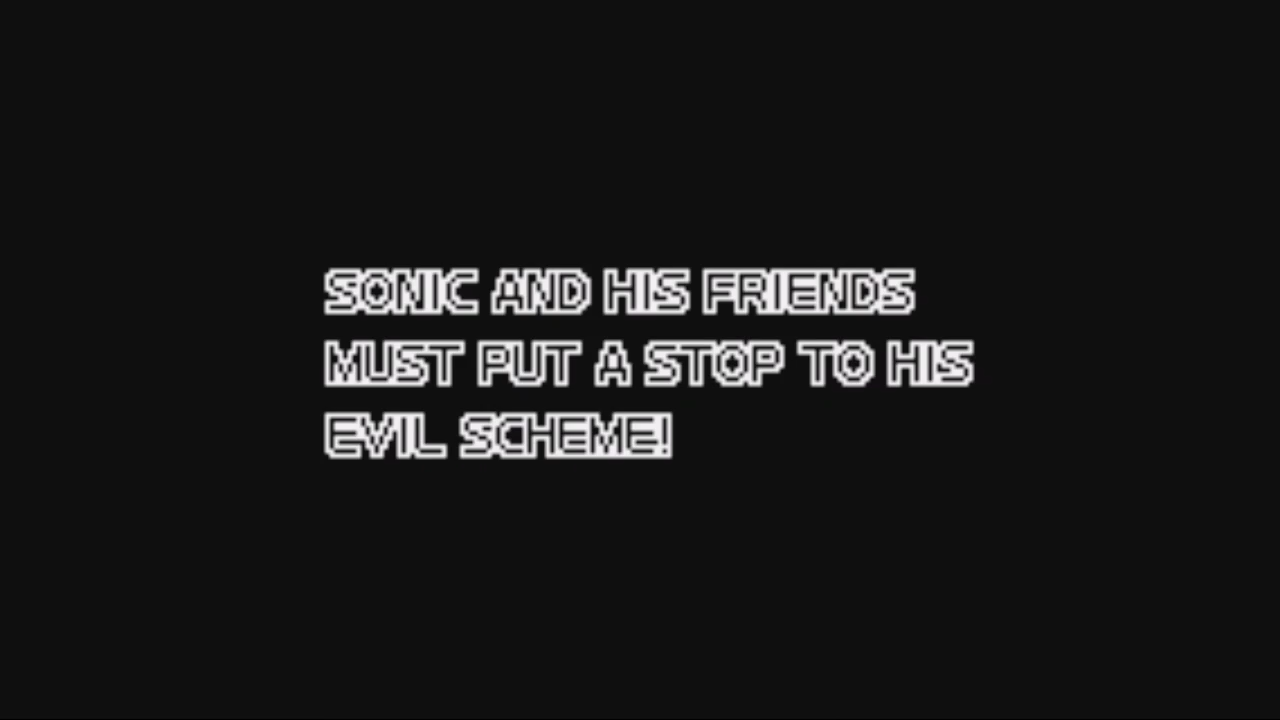 SONIC AND HIS FRIENDS
MUST PUT A STOP TO HIS
EVIL SCHEME!